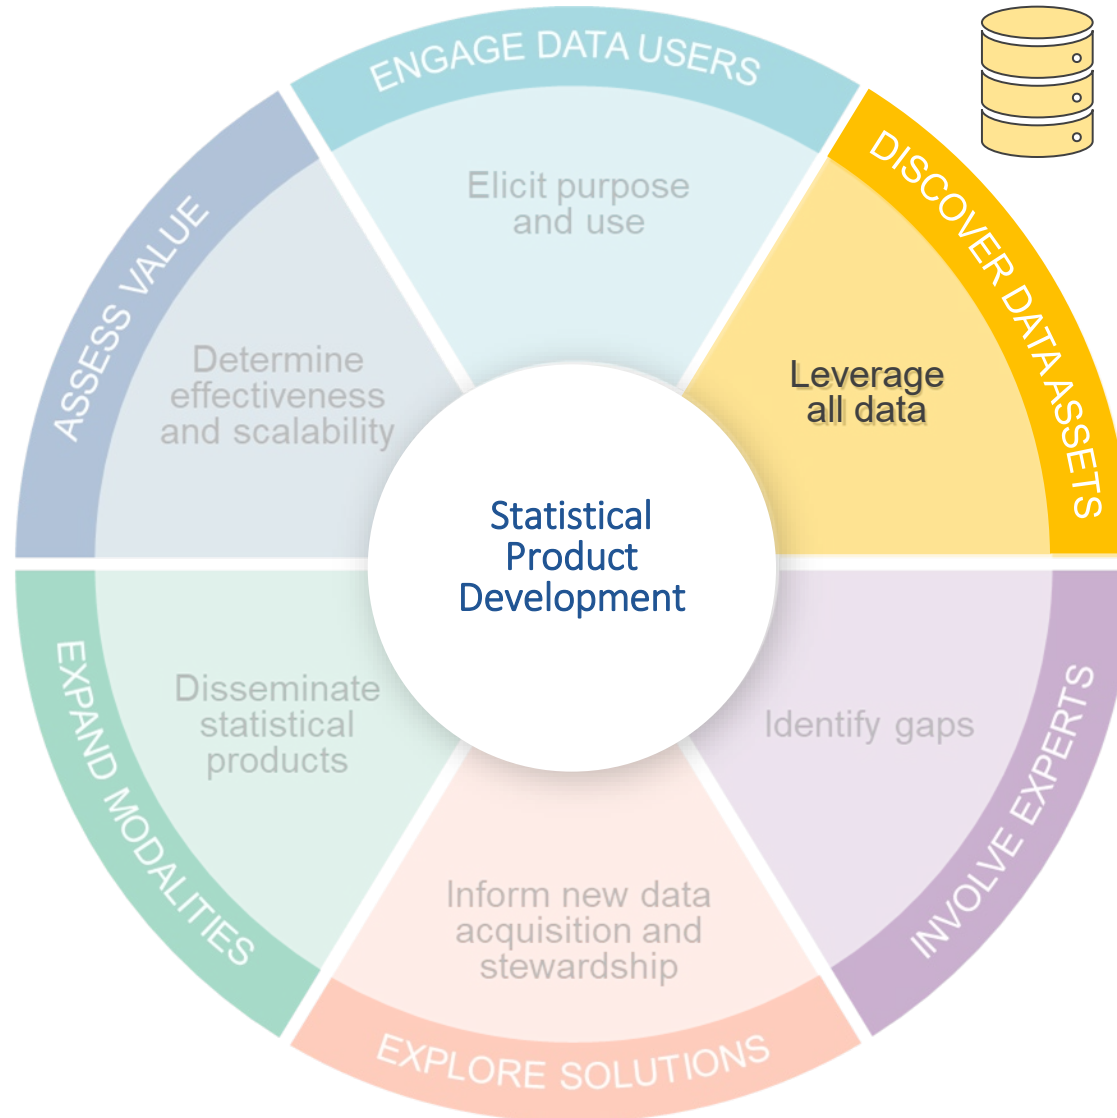 ENGAGE DATA USERS
Elicit purpose
and use
DISCOVER DATA ASSETS
Leverage
all data
INVOLVE EXPERTS
Identify gaps
EXPLORE SOLUTIONS
Inform new data
acquisition and
stewardship
EXPAND MODALITIES
Disseminate
statistical
products
ASSESS VALUE
Determine
effectiveness
and scalability
Statistical
Product
Development